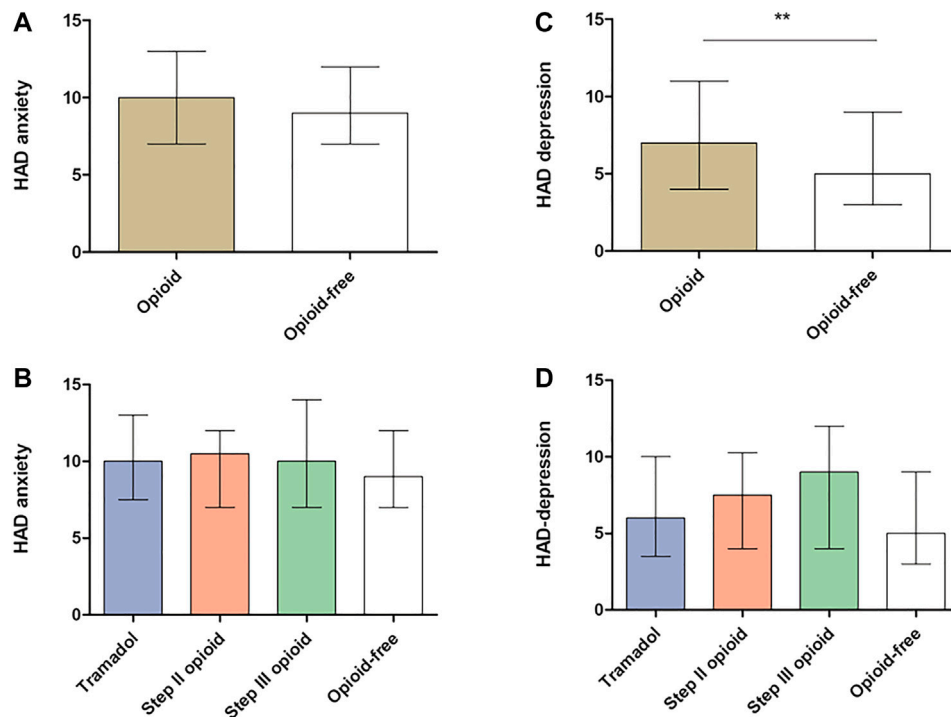 A
HAD anxiety
15
10
5
0
Opioid
Opioid-free
C
HAD depression
15
10
5
0
**
Opioid
Opioid-free
B
HAD anxiety
15
10
5
0
Tramadol
Step II opioid
Step III opioid
Opioid-free
D
HAD-depression
15
10
5
0
Tramadol
Step II opioid
Step III opioid
Opioid-free